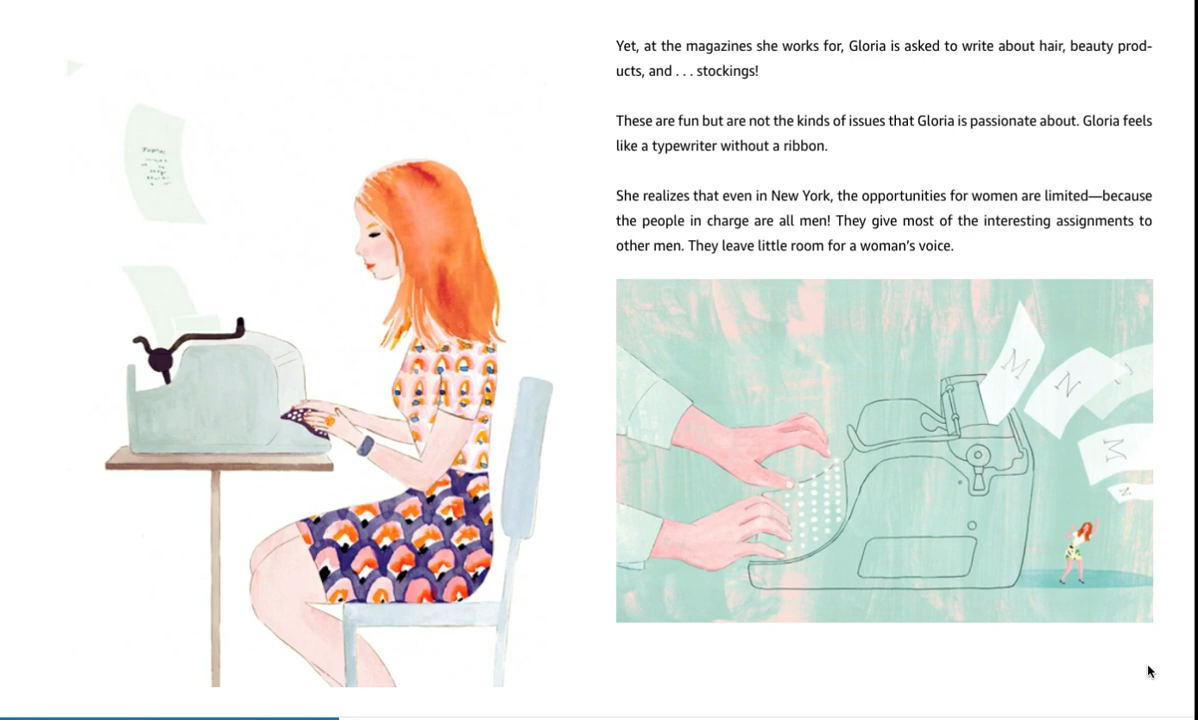 Yet, at the magazines she works for, Gloria is asked to write about hair, beauty prod-
ucts, and . . . stockings!
These are fun but are not the kinds of issues that Gloria is passionate about. Gloria feels
like a typewriter without a ribbon.
She realizes that even in New York, the opportunities for women are limited—because
the people in charge are all men! They give most of the interesting assignments to
other men. They leave little room for a woman's voice.
M
N
M
N